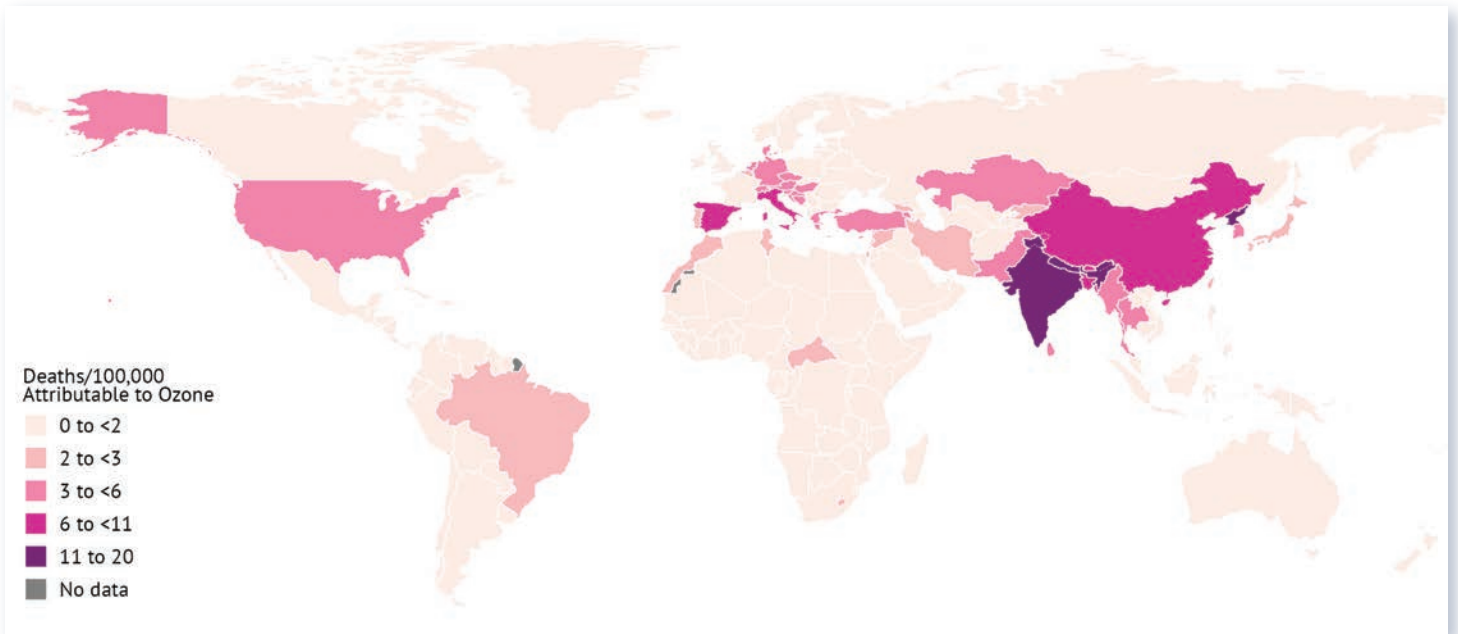 Deaths/100,000
Attributable to Ozone
0 to <2
2 to <3
3 to <6
6 to <11
11 to 20
No data